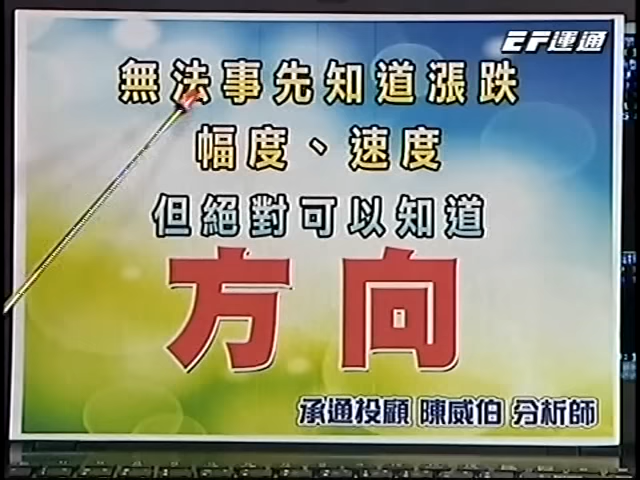 EF運通
無法事先知道漲跌
幅度、速度
但絕對可以知道
方向
承通投顧 陳威伯 分析師